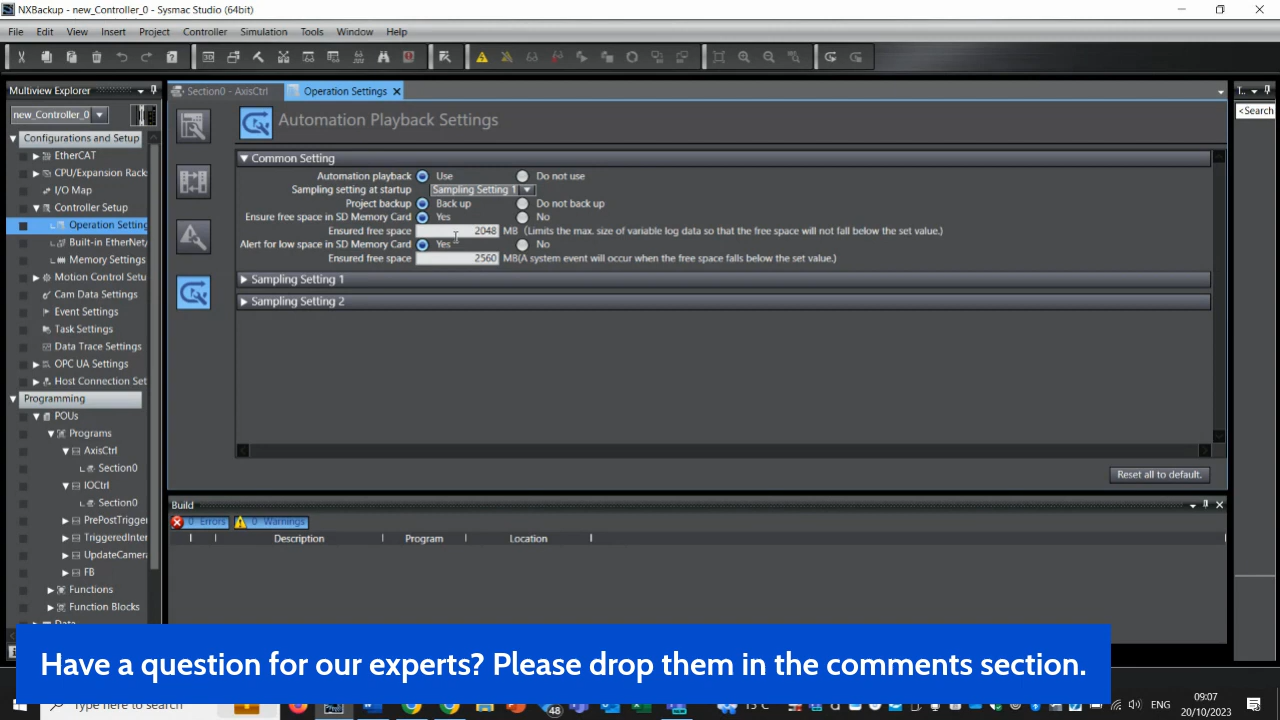 NXBackup - new_Controller_0 - Sysmac Studio (64bit)
File Edit View Insert Project Controller Simulation Tools Window Help
Multiview Explorer
new_Controller_0
Configurations and Setup
EtherCAT
CPU/Expansion Rack
I/O Map
Controller Setup
Operation Setting
Built-in EtherNet/
Memory Settings
Motion Control Setu
Cam Data Settings
Event Settings
Task Settings
Data Trace Settings
OPC UA Settings
Host Connection Set
Programming
POUs
Programs
AxisCtrl
Section0
IOCtrl
Section0
PrePostTrigger
TriggeredInter
UpdateCamera
FB
Functions
Function Blocks
Data
Section0 - AxisCtrl
Operation Settings
T..
<Search
Automation Playback Settings
Common Setting
Automation playback Use Do not use
Sampling setting at startup Sampling Setting 1
Project backup Back up Do not back up
Ensure free space in SD Memory Card Yes No
Ensured free space 2048 MB (Limits the max. size of variable log data so that the free space will not fall below the set value.)
Alert for low space in SD Memory Card Yes No
Ensured free space 2560 MB(A system event will occur when the free space falls below the set value.)
Sampling Setting 1
Sampling Setting 2
Reset all to default.
Build
0 Errors 0 Warnings
Description Program Location
Have a question for our experts? Please drop them in the comments section.
Type here to search
48
15°C
ENG
09:07
20/10/2023